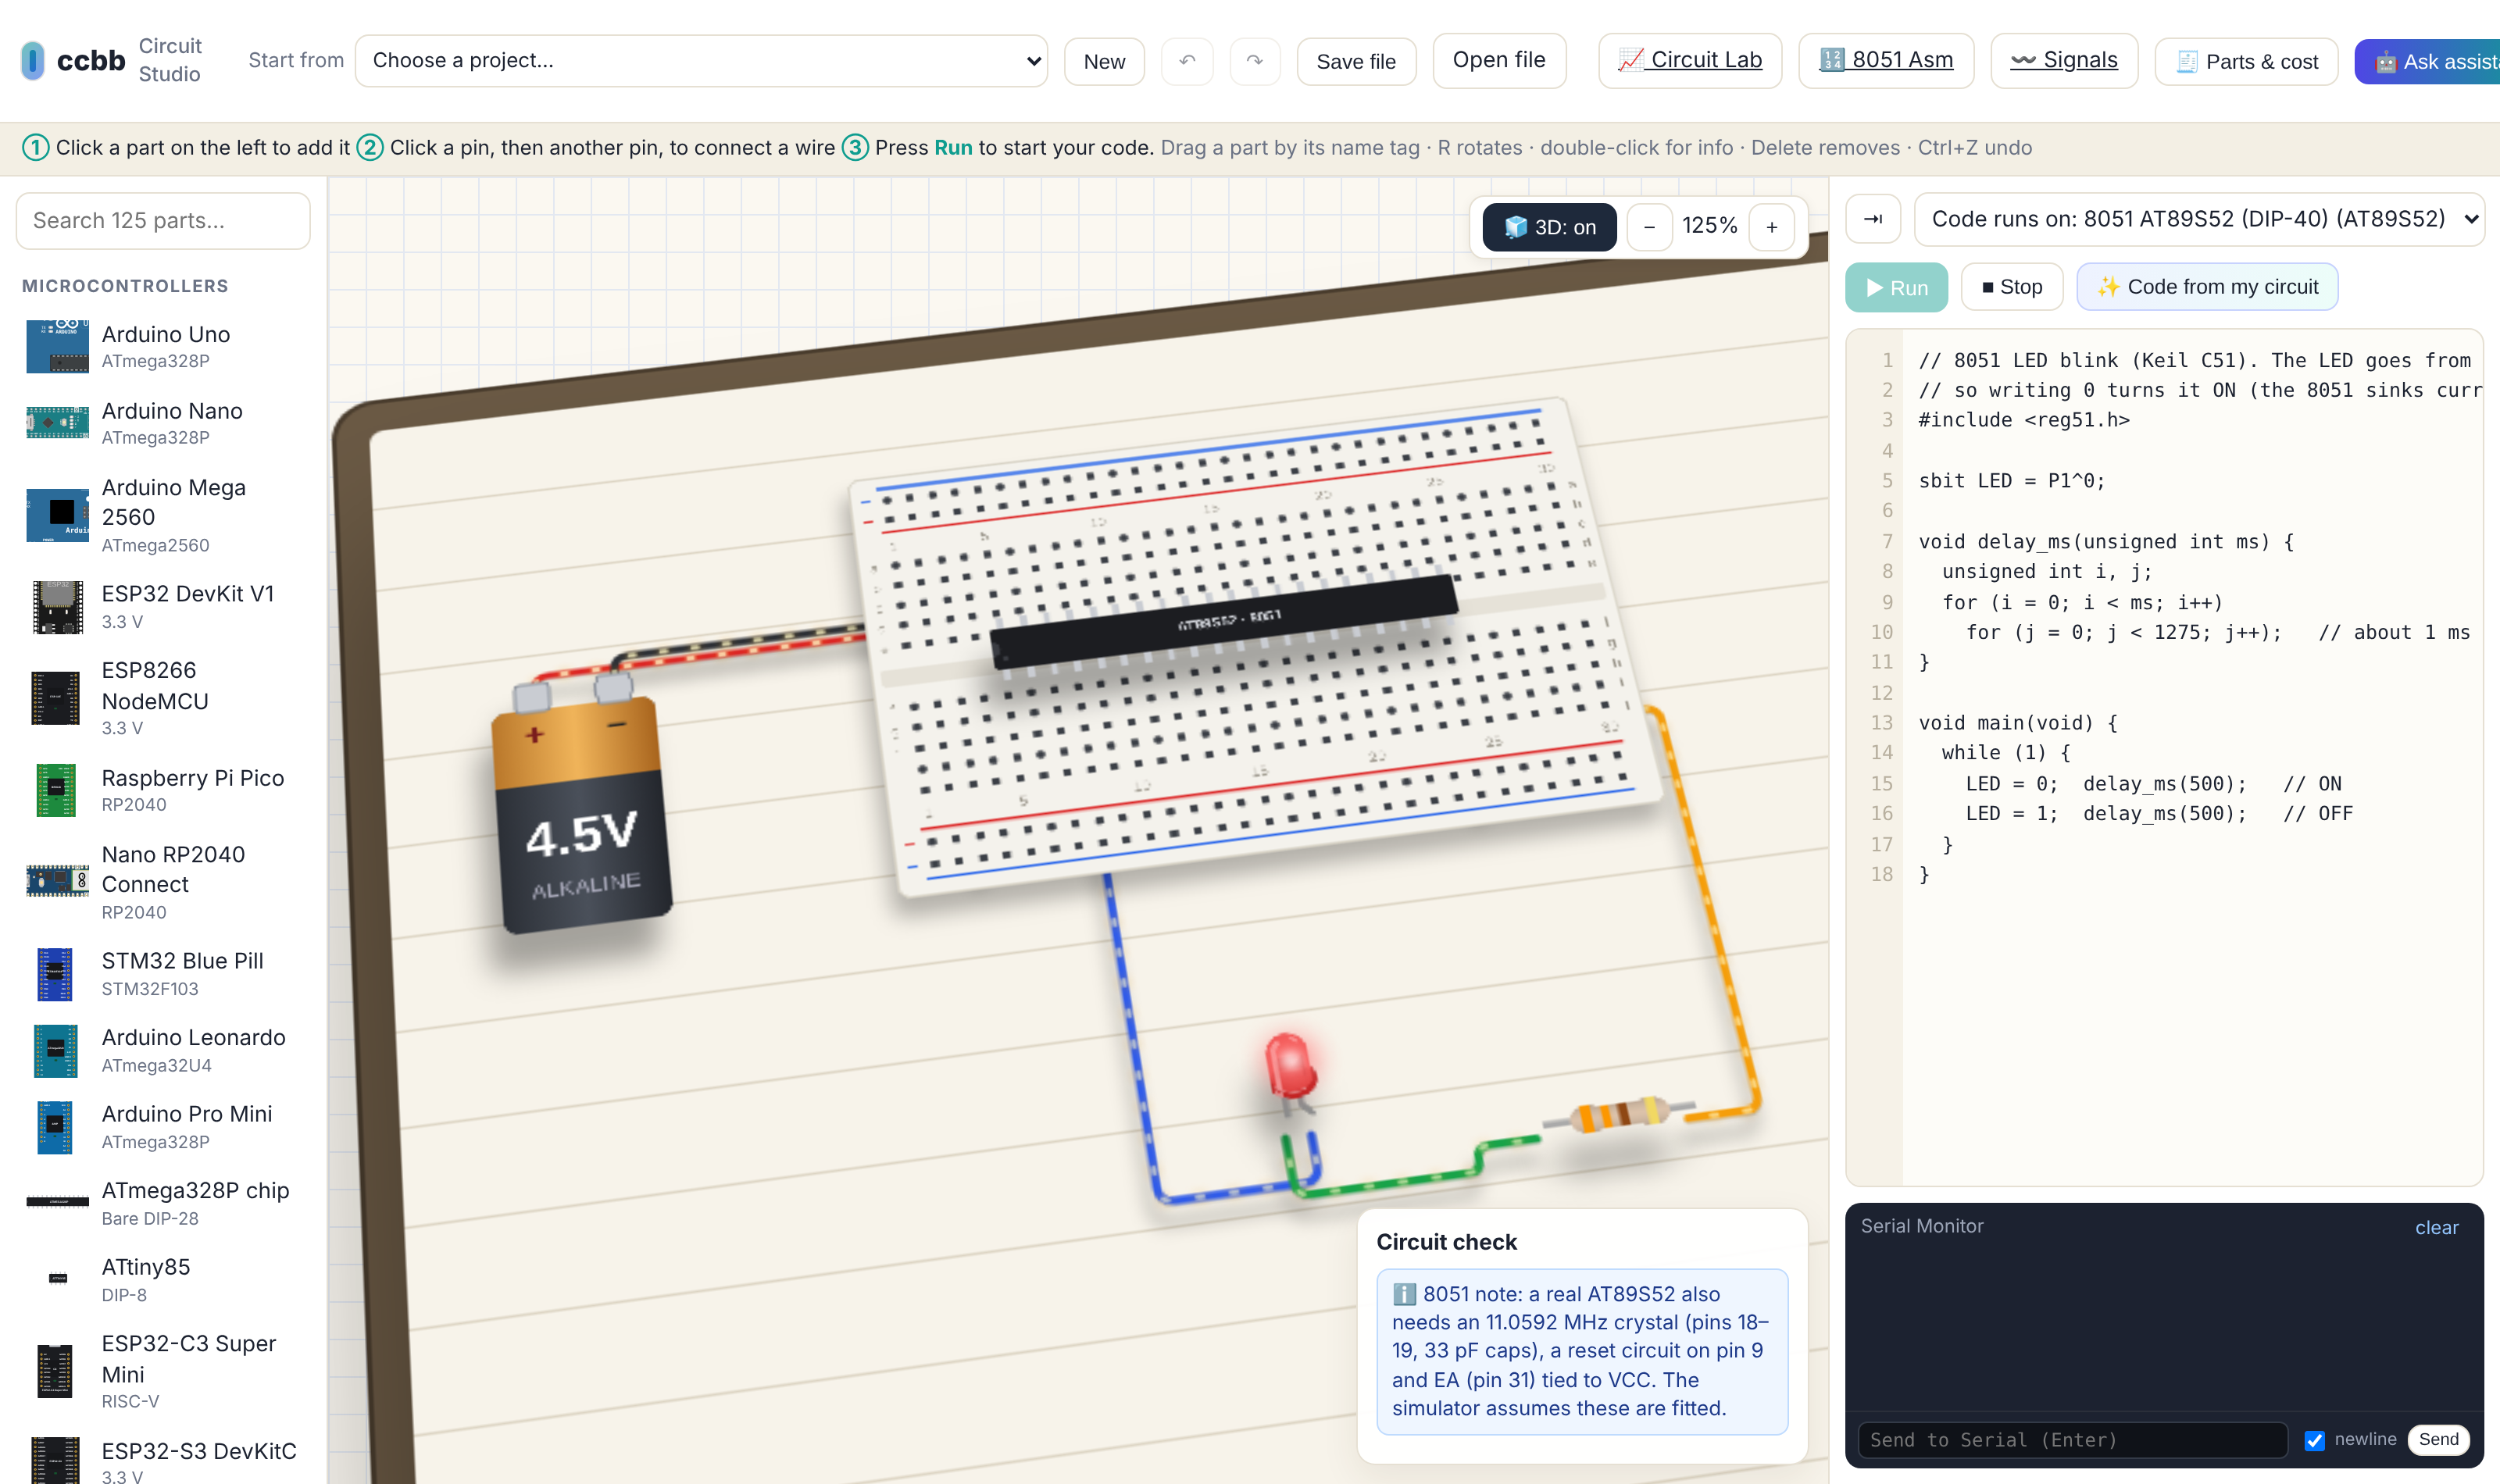 ccbb
Circuit
Studio
Start from
Choose a project...
New
Save file
Open file
Circuit Lab
8051 Asm
Signals
Parts & cost
Ask assist
1 Click a part on the left to add it 2 Click a pin, then another pin, to connect a wire 3 Press Run to start your code. Drag a part by its name tag · R rotates · double-click for info · Delete removes · Ctrl+Z undo
Search 125 parts...
MICROCONTROLLERS
Arduino Uno
ATmega328P
Arduino Nano
ATmega328P
Arduino Mega
2560
ATmega2560
ESP32 DevKit V1
3.3 V
ESP8266
NodeMCU
3.3 V
Raspberry Pi Pico
RP2040
Nano RP2040
Connect
RP2040
STM32 Blue Pill
STM32F103
Arduino Leonardo
ATmega32U4
Arduino Pro Mini
ATmega328P
ATmega328P chip
Bare DIP-28
ATtiny85
DIP-8
ESP32-C3 Super
Mini
RISC-V
ESP32-S3 DevKitC
3.3 V
3D: on
− 125% +
AT89S52 · 8051
+ −
4.5V
ALKALINE
Circuit check
8051 note: a real AT89S52 also
needs an 11.0592 MHz crystal (pins 18–
19, 33 pF caps), a reset circuit on pin 9
and EA (pin 31) tied to VCC. The
simulator assumes these are fitted.
Code runs on: 8051 AT89S52 (DIP-40) (AT89S52)
Run
Stop
Code from my circuit
1 // 8051 LED blink (Keil C51). The LED goes from
2 // so writing 0 turns it ON (the 8051 sinks curr
3 #include <reg51.h>
4
5 sbit LED = P1^0;
6
7 void delay_ms(unsigned int ms) {
8 unsigned int i, j;
9 for (i = 0; i < ms; i++)
10 for (j = 0; j < 1275; j++); // about 1 ms
11 }
12
13 void main(void) {
14 while (1) {
15 LED = 0; delay_ms(500); // ON
16 LED = 1; delay_ms(500); // OFF
17 }
18 }
Serial Monitor
clear
Send to Serial (Enter)
newline
Send